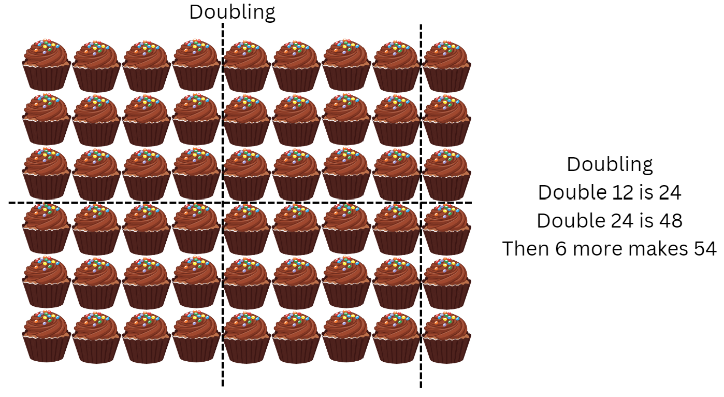 Doubling
Doubling
Double 12 is 24
Double 24 is 48
Then 6 more makes 54